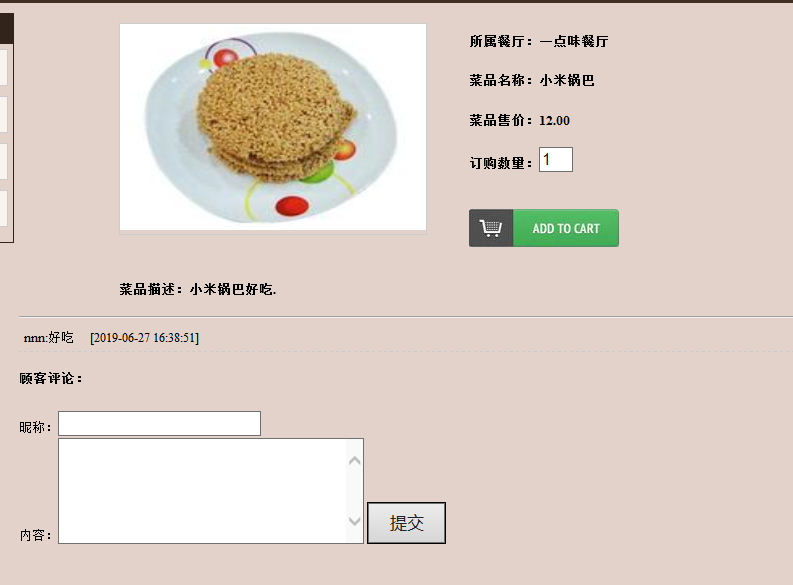 所属餐厅：一点味餐厅
菜品名称：小米锅巴
菜品售价：12.00
订购数量：1
ADD TO CART
菜品描述：小米锅巴好吃.
nnn:好吃 [2019-06-27 16:38:51]
顾客评论：
昵称：
内容：
提交